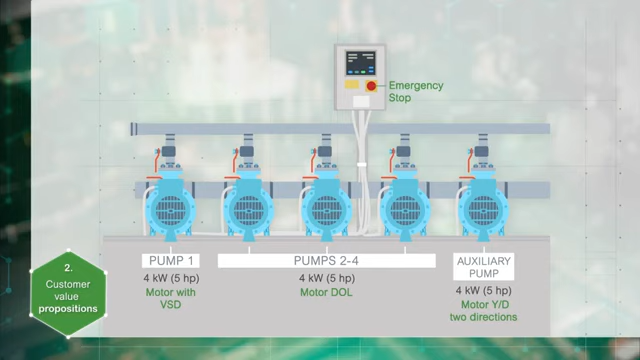 Emergency
Stop
PUMP 1
4 kW (5 hp)
Motor with
VSD
PUMPS 2-4
4 kW (5 hp)
Motor DOL
AUXILIARY
PUMP
4 kW (5 hp)
Motor Y/D
two directions
2.
Customer
value
propositions